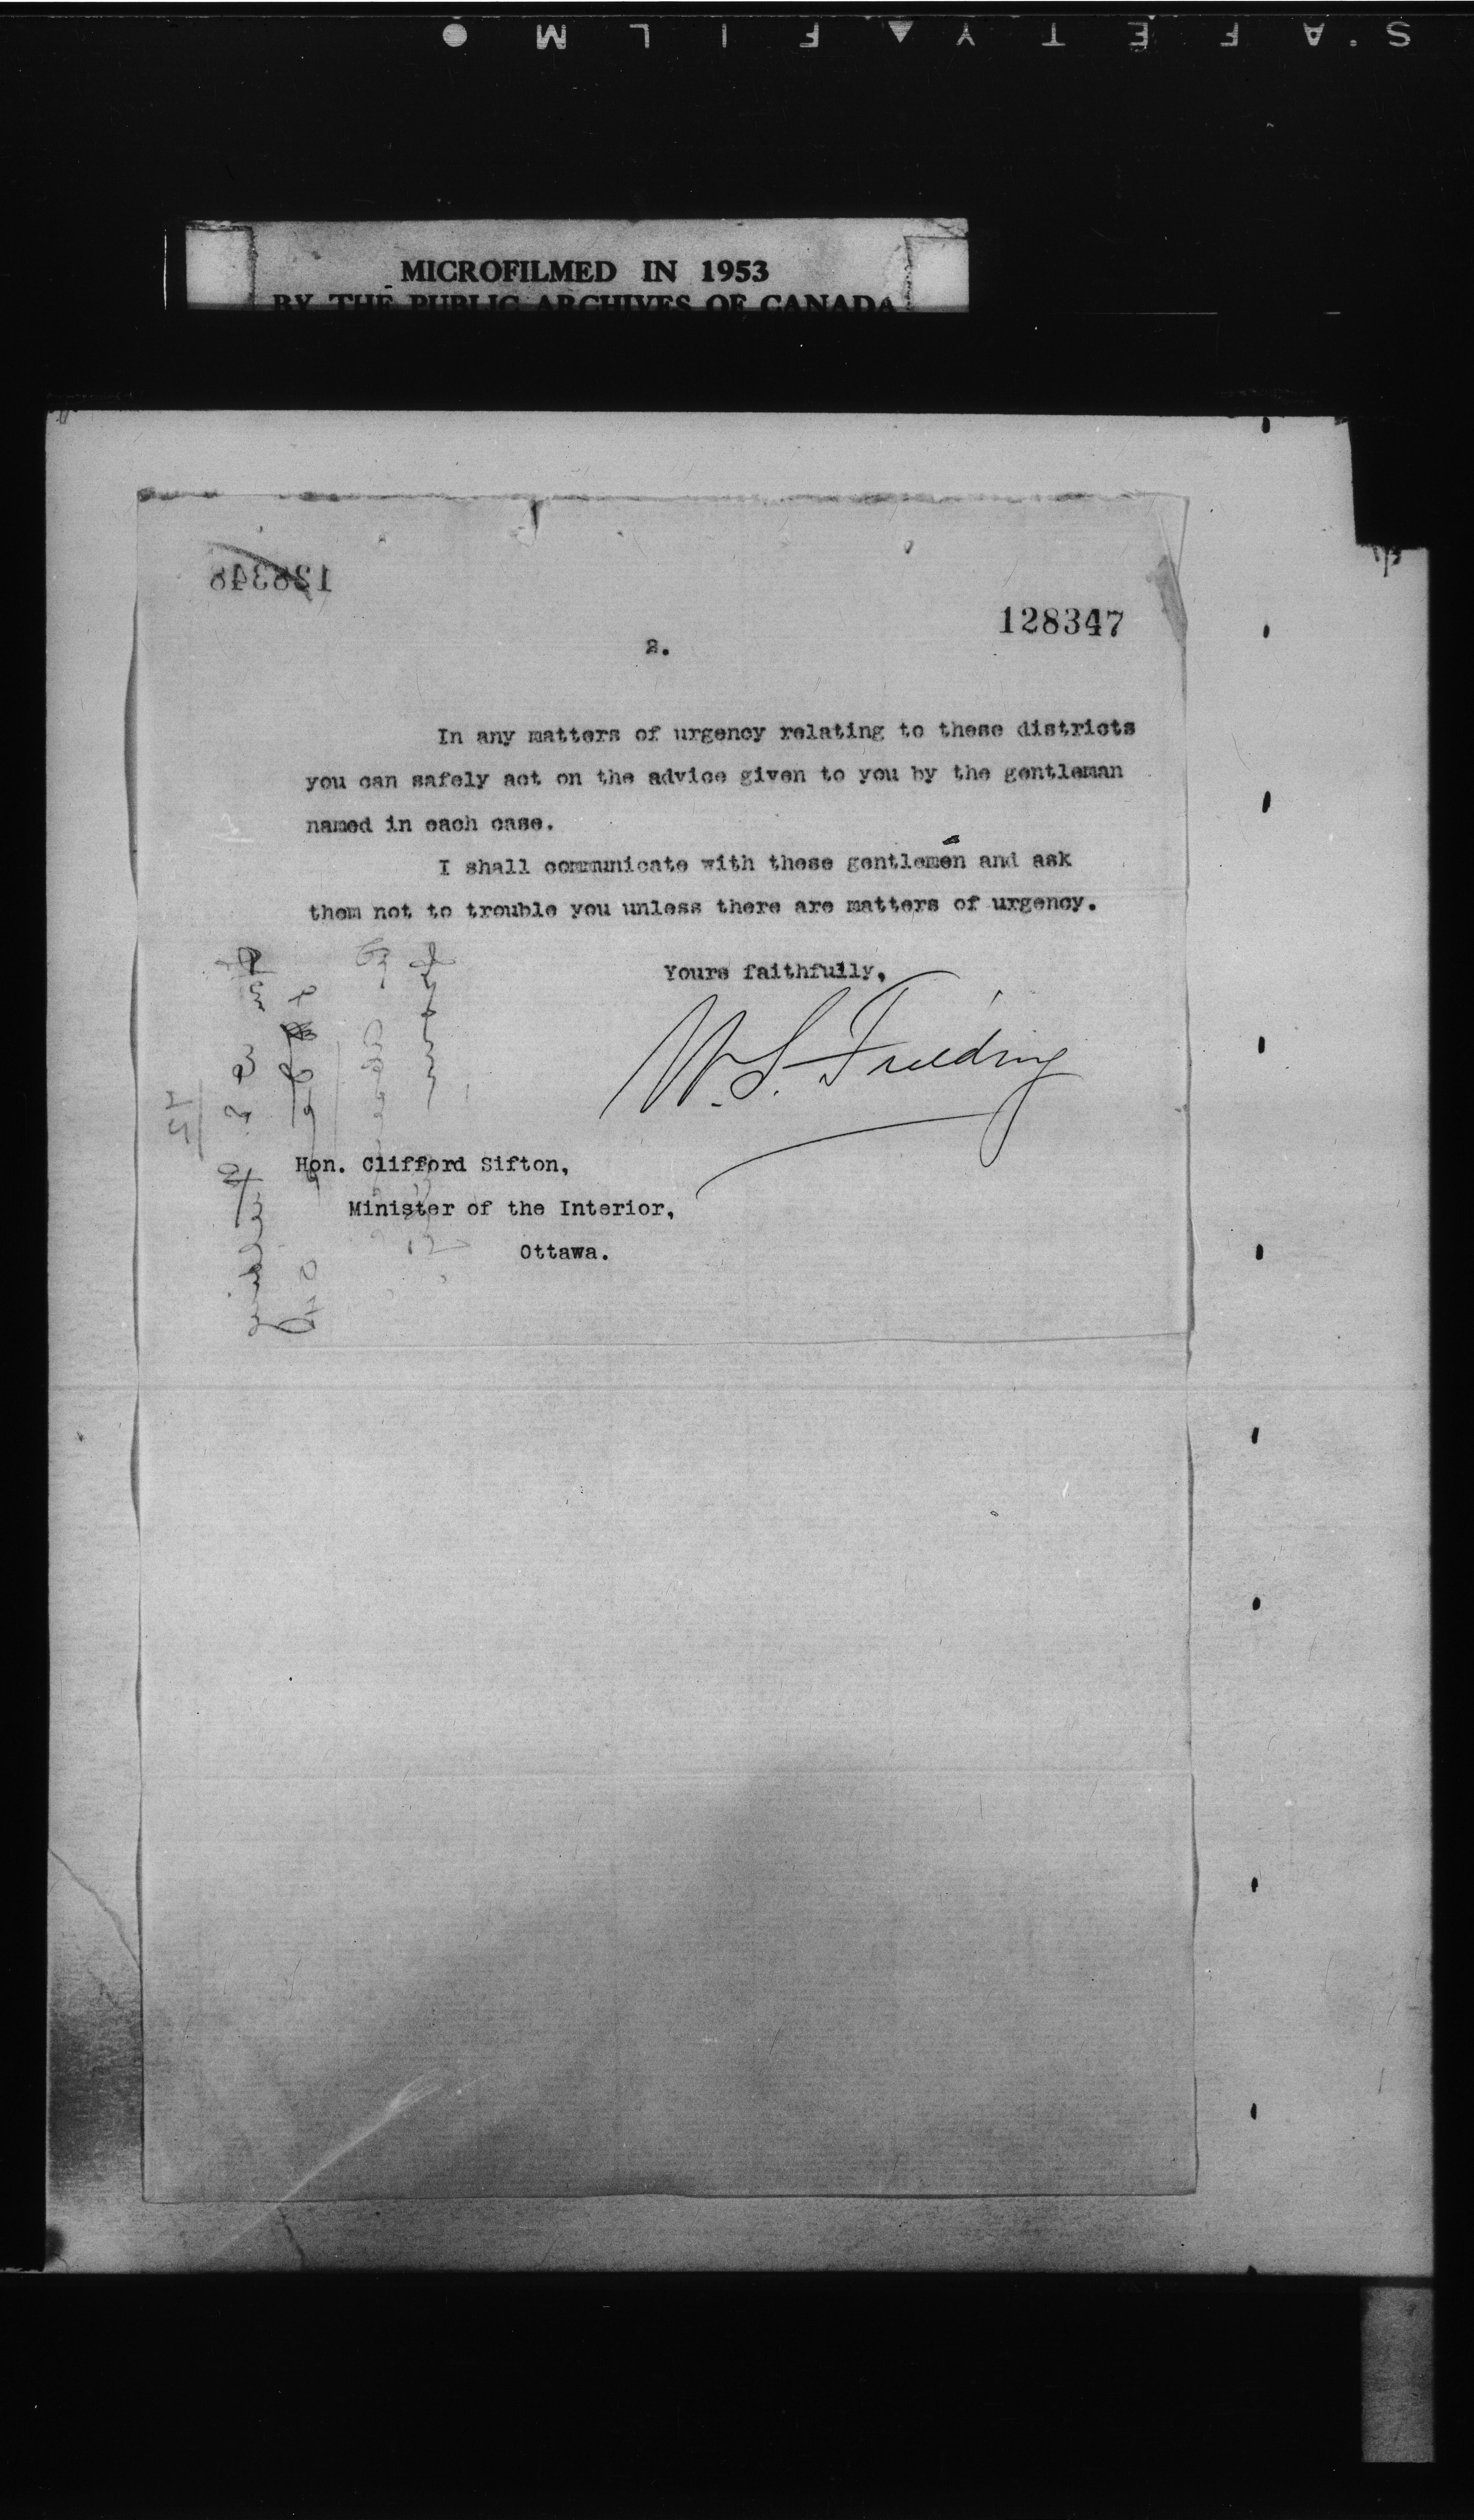 SAFETY FILM
MICROFILMED IN 1953
BY THE PUBLIC ARCHIVES OF CANADA
128348
128347
2.
In any matters of urgency relating to these districts
you can safely act on the advice given to you by the gentleman
named in each case.
I shall communicate with these gentlemen and ask
them not to trouble you unless there are matters of urgency.
Yours faithfully,
W. S. Fielding
Hon. Clifford Sifton,
Minister of the Interior,
Ottawa.